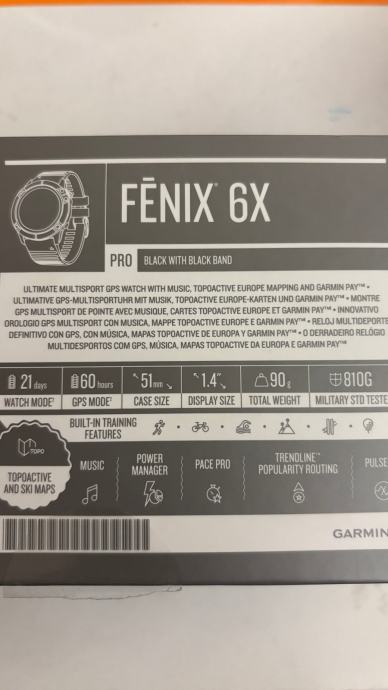 FĒNIX® 6X
PRO BLACK WITH BLACK BAND
ULTIMATE MULTISPORT GPS WATCH WITH MUSIC, TOPOACTIVE EUROPE MAPPING AND GARMIN PAY™ •
ULTIMATIVE GPS-MULTISPORTUHR MIT MUSIK, TOPOACTIVE EUROPE-KARTEN UND GARMIN PAY™ • MONTRE
GPS MULTISPORT DE POINTE AVEC MUSIQUE, CARTES TOPOACTIVE EUROPE ET GARMIN PAY™ • INNOVATIVO
OROLOGIO GPS MULTISPORT CON MUSICA, MAPPE TOPOACTIVE EUROPE E GARMIN PAY™ • RELOJ MULTIDEPORTE
DEFINITIVO CON GPS, CON MÚSICA, MAPAS TOPOACTIVE DE EUROPA Y GARMIN PAY™ • O DERRADEIRO RELÓGIO
MULTIDESPORTOS COM GPS, MÚSICA, MAPAS TOPOACTIVE DA EUROPA E GARMIN PAY™
21 days 60 hours 51mm 1.4" 90g 810G
WATCH MODE¹ GPS MODE¹ CASE SIZE DISPLAY SIZE TOTAL WEIGHT MILITARY STD TESTE
BUILT-IN TRAINING
FEATURES
TOPO
TOPOACTIVE
AND SKI MAPS
MUSIC
POWER
MANAGER
PACE PRO
TRENDLINE™
POPULARITY ROUTING
PULSE
GARMIN